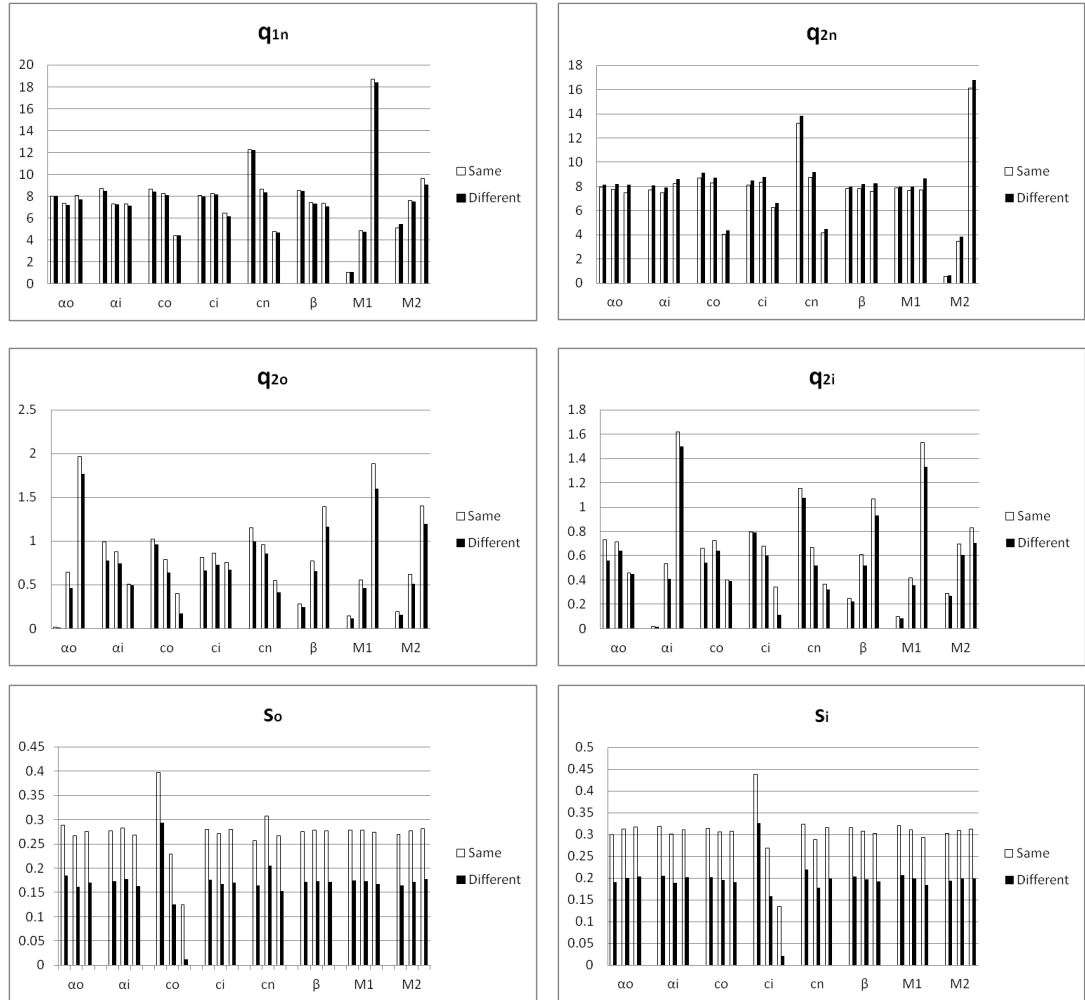 q1n
20
18
16
14
12
10
8
6
4
2
0
αo αi co ci cn β M1 M2
Same
Different
q2n
18
16
14
12
10
8
6
4
2
0
αo αi co ci cn β M1 M2
Same
Different
q2o
2.5
2
1.5
1
0.5
0
αo αi co ci cn β M1 M2
Same
Different
q2i
1.8
1.6
1.4
1.2
1
0.8
0.6
0.4
0.2
0
αo αi co ci cn β M1 M2
Same
Different
so
0.45
0.4
0.35
0.3
0.25
0.2
0.15
0.1
0.05
0
αo αi co ci cn β M1 M2
Same
Different
si
0.5
0.45
0.4
0.35
0.3
0.25
0.2
0.15
0.1
0.05
0
αo αi co ci cn β M1 M2
Same
Different